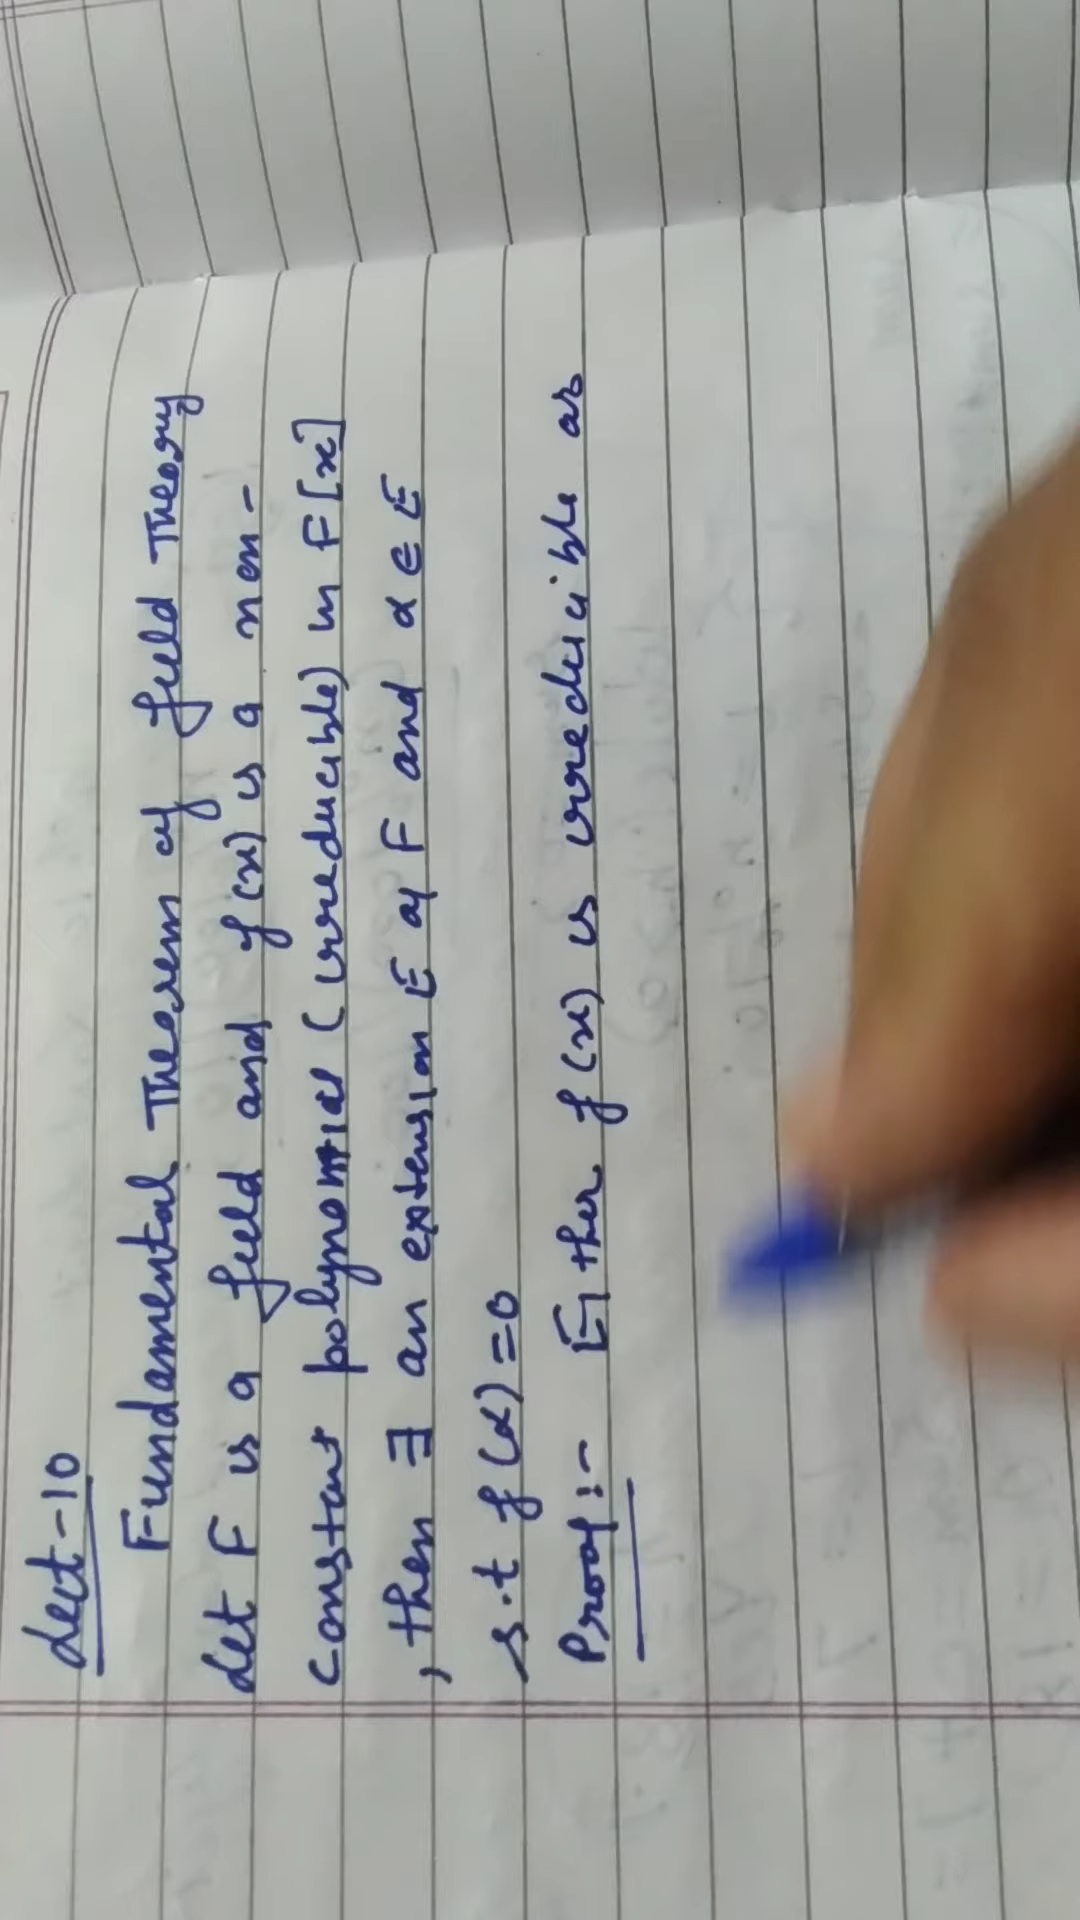 Lect-10
Fundamental Theorem of field Theory
Let F is a field and f(x) is a non-
constant polynomial (irreducible) in F[x]
, then ∃ an extension E of F and α ∈ E
s.t f(α)=0
Proof:- Either f(x) is irreducible as